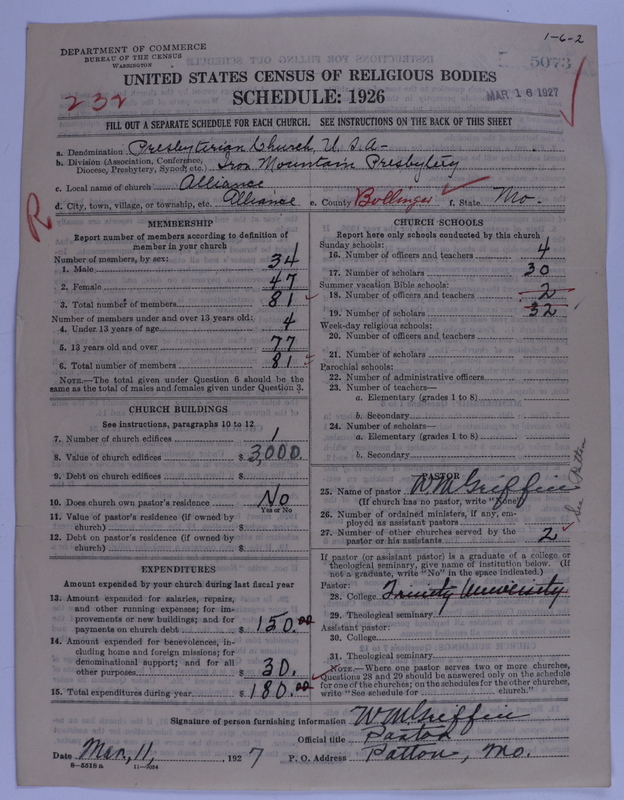 1-6-2
DEPARTMENT OF COMMERCE
BUREAU OF THE CENSUS
WASHINGTON
5073
UNITED STATES CENSUS OF RELIGIOUS BODIES
232
SCHEDULE: 1926
MAR 16 1927
FILL OUT A SEPARATE SCHEDULE FOR EACH CHURCH. SEE INSTRUCTIONS ON THE BACK OF THIS SHEET
a. Denomination Presbyterian Church, U.S.A-
b. Division (Association, Conference, Diocese, Presbytery, Synod, etc.) Iron Mountain Presbytery
c. Local name of church Alliance
d. City, town, village, or township, etc. Alliance e. County Bollinger f. State Mo.
R
MEMBERSHIP
Report number of members according to definition of member in your church
Number of members, by sex:
1. Male 34
2. Female 47
3. Total number of members 81
Number of members under and over 13 years old:
4. Under 13 years of age 4
5. 13 years old and over 77
6. Total number of members 81
NOTE.—The total given under Question 6 should be the same as the total of males and females given under Question 3.
CHURCH BUILDINGS
See instructions, paragraphs 10 to 12
7. Number of church edifices 1
8. Value of church edifices $ 3,000.
9. Debt on church edifices $
10. Does church own pastor's residence No
Yes or No
11. Value of pastor's residence (if owned by church) $
12. Debt on pastor's residence (if owned by church) $
EXPENDITURES
Amount expended by your church during last fiscal year
13. Amount expended for salaries, repairs, and other running expenses; for improvements or new buildings; and for payments on church debt $ 150.00
14. Amount expended for benevolences, including home and foreign missions; for denominational support; and for all other purposes $ 30.
15. Total expenditures during year $ 180.00
CHURCH SCHOOLS
Report here only schools conducted by this church
Sunday schools:
16. Number of officers and teachers 4
17. Number of scholars 30
Summer vacation Bible schools:
18. Number of officers and teachers 2
19. Number of scholars 32
Week-day religious schools:
20. Number of officers and teachers
21. Number of scholars
Parochial schools:
22. Number of administrative officers
23. Number of teachers—
a. Elementary (grades 1 to 8)
b. Secondary
24. Number of scholars—
a. Elementary (grades 1 to 8)
b. Secondary
PASTOR
25. Name of pastor W. M Griffin
(If church has no pastor, write "None")
See Patton
26. Number of ordained ministers, if any, employed as assistant pastors
27. Number of other churches served by the pastor or his assistants 2
If pastor (or assistant pastor) is a graduate of a college or theological seminary, give name of institution below. (If not a graduate, write "No" in the space indicated.)
Pastor:
28. College Trinity University
29. Theological seminary
Assistant pastor:
30. College
31. Theological seminary
NOTE.—Where one pastor serves two or more churches, Questions 28 and 29 should be answered only on the schedule for one of the churches; on the schedules for the other churches, write "See schedule for church."
Signature of person furnishing information W M Griffin
Official title Pastor
Date Mar, 11, 1927 P. O. Address Patton, Mo.
8-5518 a 11-9034